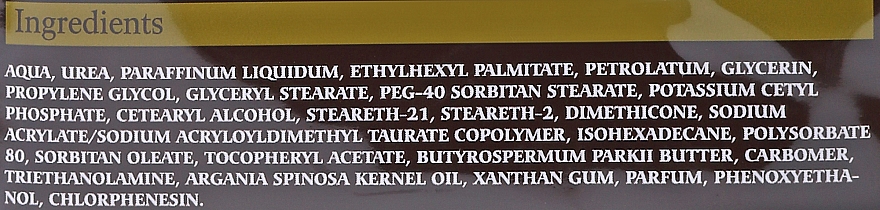 Ingredients
AQUA, UREA, PARAFFINUM LIQUIDUM, ETHYLHEXYL PALMITATE, PETROLATUM, GLYCERIN,
PROPYLENE GLYCOL, GLYCERYL STEARATE, PEG-40 SORBITAN STEARATE, POTASSIUM CETYL
PHOSPHATE, CETEARYL ALCOHOL, STEARETH-21, STEARETH-2, DIMETHICONE, SODIUM
ACRYLATE/SODIUM ACRYLOYLDIMETHYL TAURATE COPOLYMER, ISOHEXADECANE, POLYSORBATE
80, SORBITAN OLEATE, TOCOPHERYL ACETATE, BUTYROSPERMUM PARKII BUTTER, CARBOMER,
TRIETHANOLAMINE, ARGANIA SPINOSA KERNEL OIL, XANTHAN GUM, PARFUM, PHENOXYETHA-
NOL, CHLORPHENESIN.